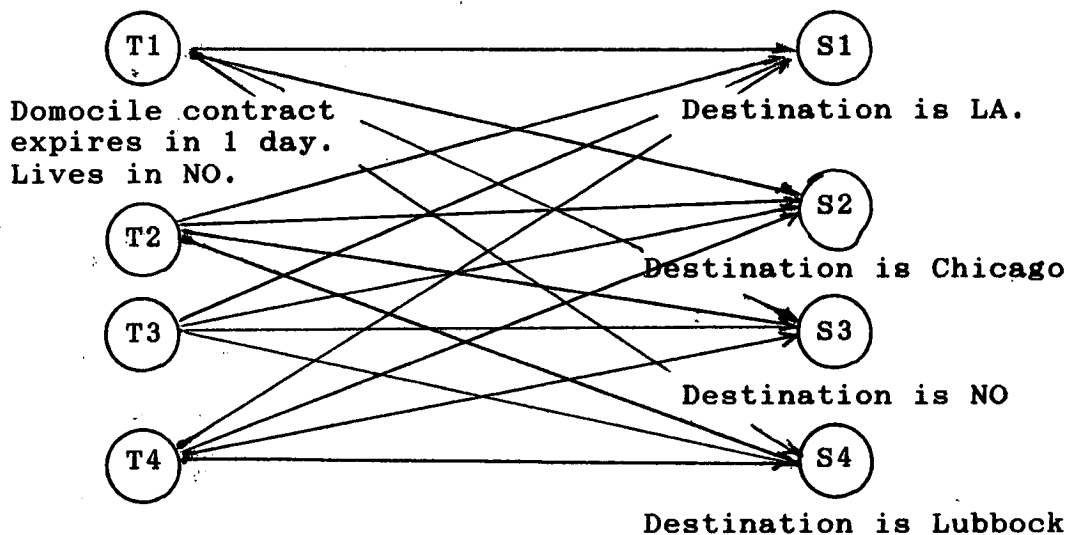 T1
S1
Domocile contract
expires in 1 day.
Lives in NO.
Destination is LA.
T2
S2
Destination is Chicago
T3
S3
Destination is NO
T4
S4
Destination is Lubbock